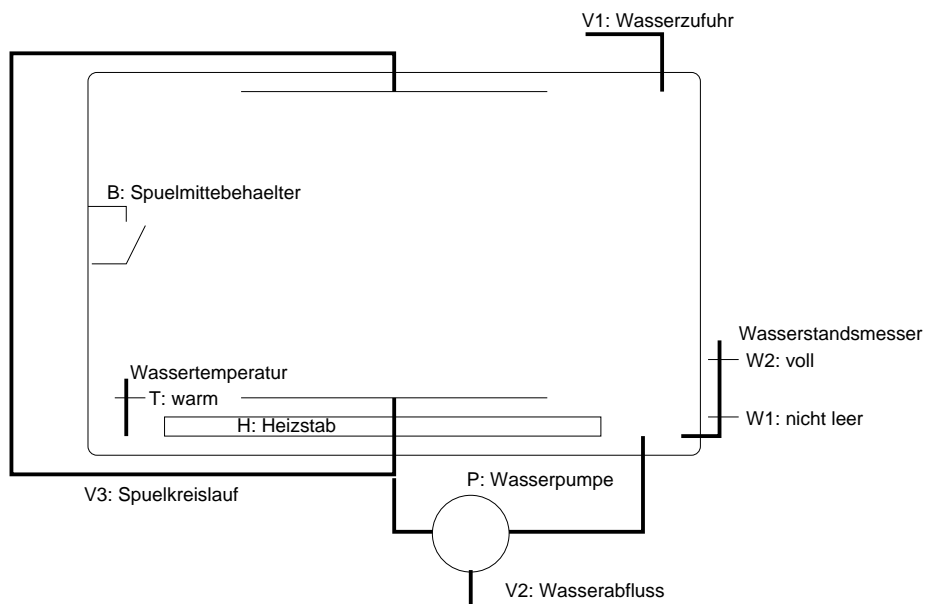 V1: Wasserzufuhr
B: Spuelmittebehaelter
Wasserstandsmesser
W2: voll
Wassertemperatur
T: warm
W1: nicht leer
H: Heizstab
P: Wasserpumpe
V3: Spuelkreislauf
V2: Wasserabfluss